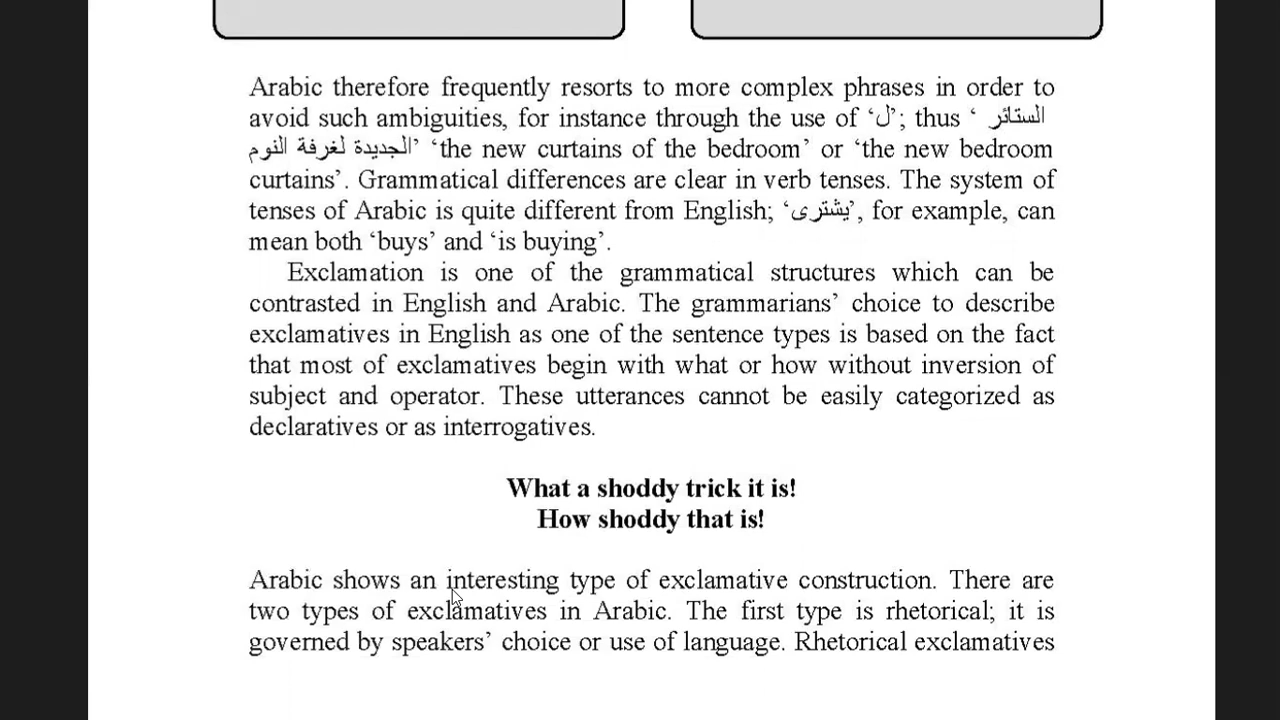 Arabic therefore frequently resorts to more complex phrases in order to
avoid such ambiguities, for instance through the use of ‘ل’; thus ‘ الستائر
الجديدة لغرفة النوم’ ‘the new curtains of the bedroom’ or ‘the new bedroom
curtains’. Grammatical differences are clear in verb tenses. The system of
tenses of Arabic is quite different from English; ‘يشترى’, for example, can
mean both ‘buys’ and ‘is buying’.
Exclamation is one of the grammatical structures which can be
contrasted in English and Arabic. The grammarians’ choice to describe
exclamatives in English as one of the sentence types is based on the fact
that most of exclamatives begin with what or how without inversion of
subject and operator. These utterances cannot be easily categorized as
declaratives or as interrogatives.
What a shoddy trick it is!
How shoddy that is!
Arabic shows an interesting type of exclamative construction. There are
two types of exclamatives in Arabic. The first type is rhetorical; it is
governed by speakers’ choice or use of language. Rhetorical exclamatives